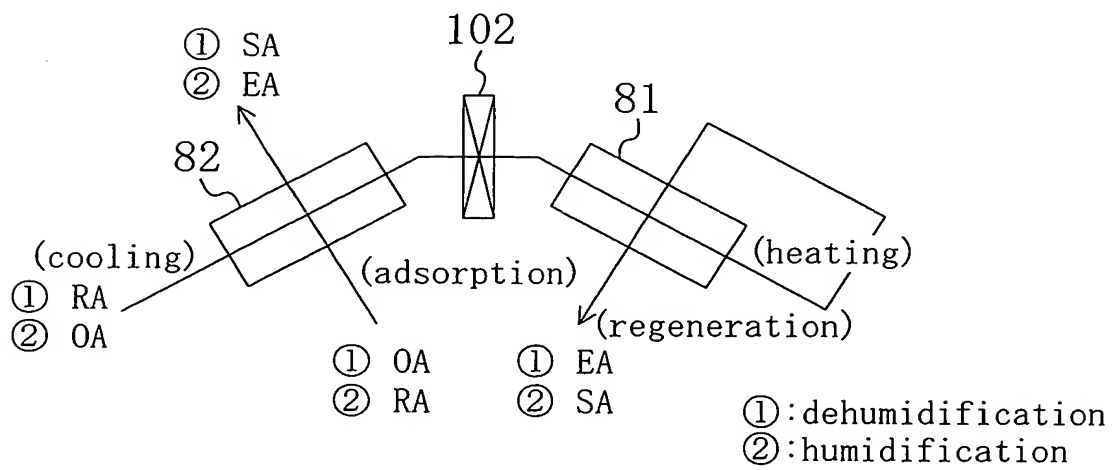 ① SA
② EA
102
81
82
(cooling)
① RA
② OA
(adsorption)
(heating)
(regeneration)
① OA
② RA
① EA
② SA
①:dehumidification
②:humidification